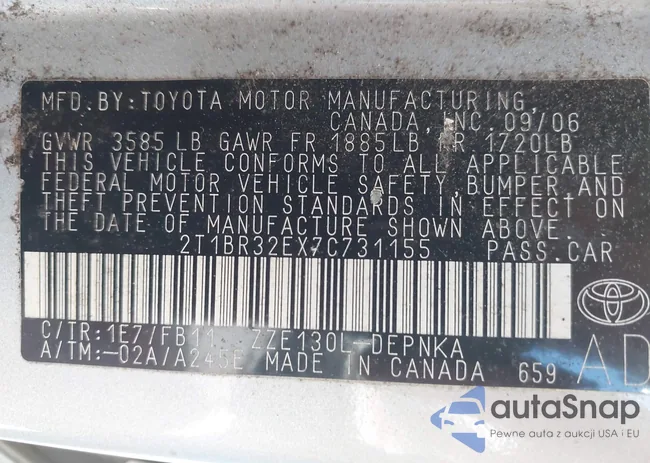 MFD. BY: TOYOTA MOTOR MANUFACTURING,
CANADA, INC. 09/06
GVWR 3585 LB GAWR FR 1885LB RR 1720LB
THIS VEHICLE CONFORMS TO ALL APPLICABLE
FEDERAL MOTOR VEHICLE SAFETY, BUMPER AND
THEFT PREVENTION STANDARDS IN EFFECT ON
THE DATE OF MANUFACTURE SHOWN ABOVE.
2T1BR32EX7C731155 PASS.CAR
C/TR:1E7/FB11 ZZE130L-DEPNKA
A/TM:-02A/A245E MADE IN CANADA 659
AD
autaSnap
Pewne auta z aukcji USA i EU